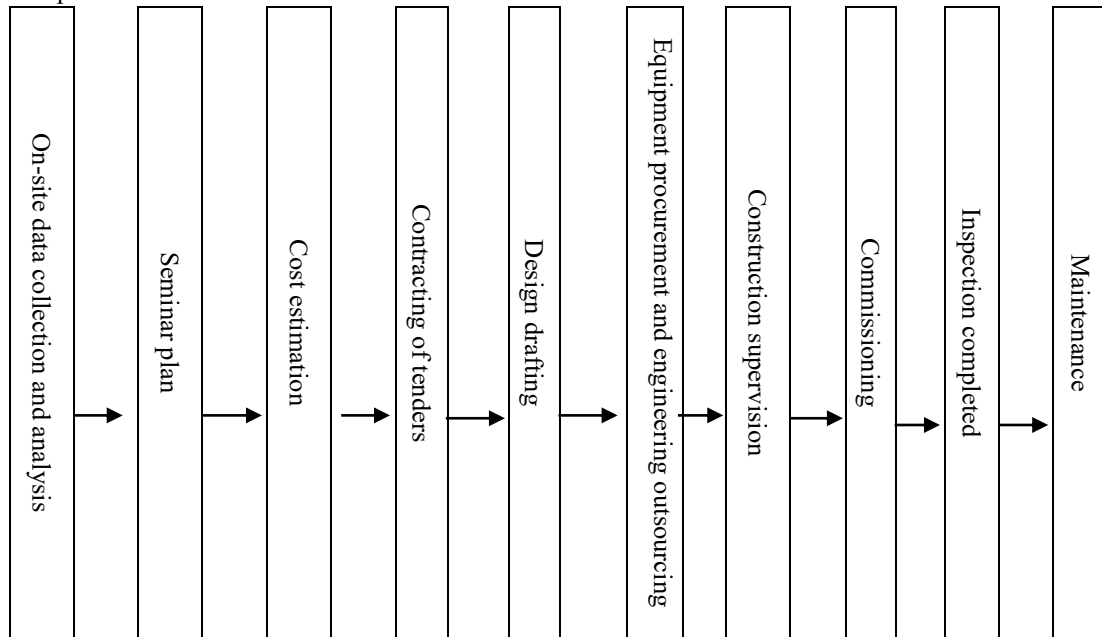 On-site data collection and analysis
Seminar plan
Cost estimation
Contracting of tenders
Design drafting
Equipment procurement and engineering outsourcing
Construction supervision
Commissioning
Inspection completed
Maintenance